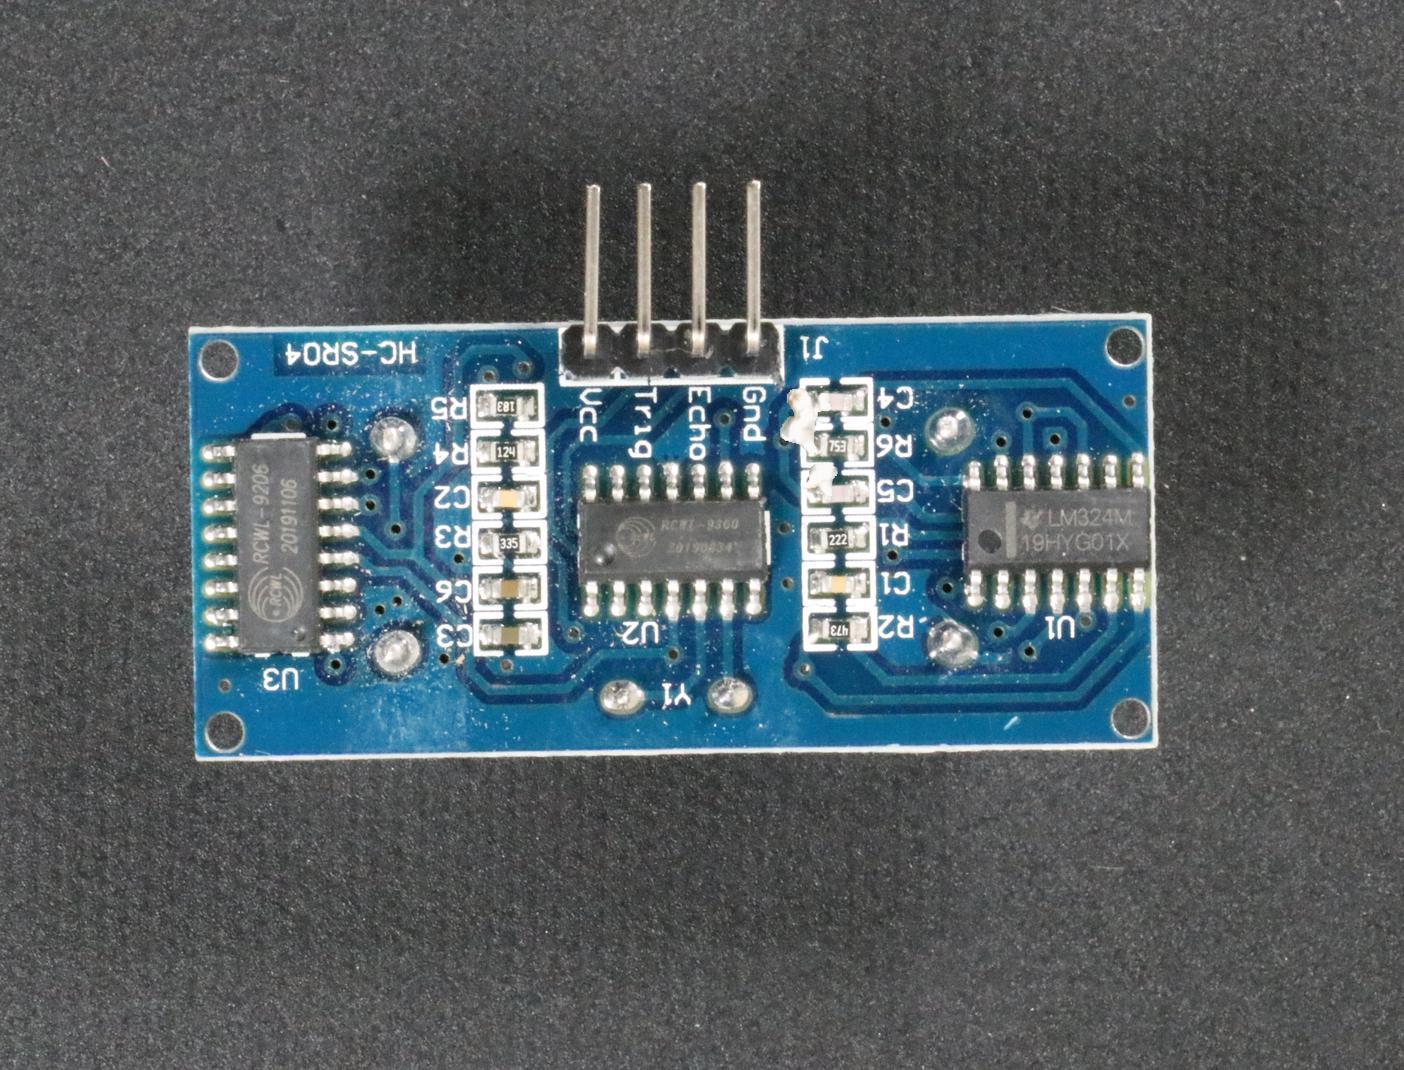 HC-SR04
J1
Vcc
Trig
Echo
Gnd
R5
183
R4
124
C2
R3
335
C6
C3
C4
R6
753
C5
R1
222
C1
R2
473
RCWL-9206
20191106
RCWL
U3
RCWL-9300
U2
LM324M
19HYG01X
U1
Y1